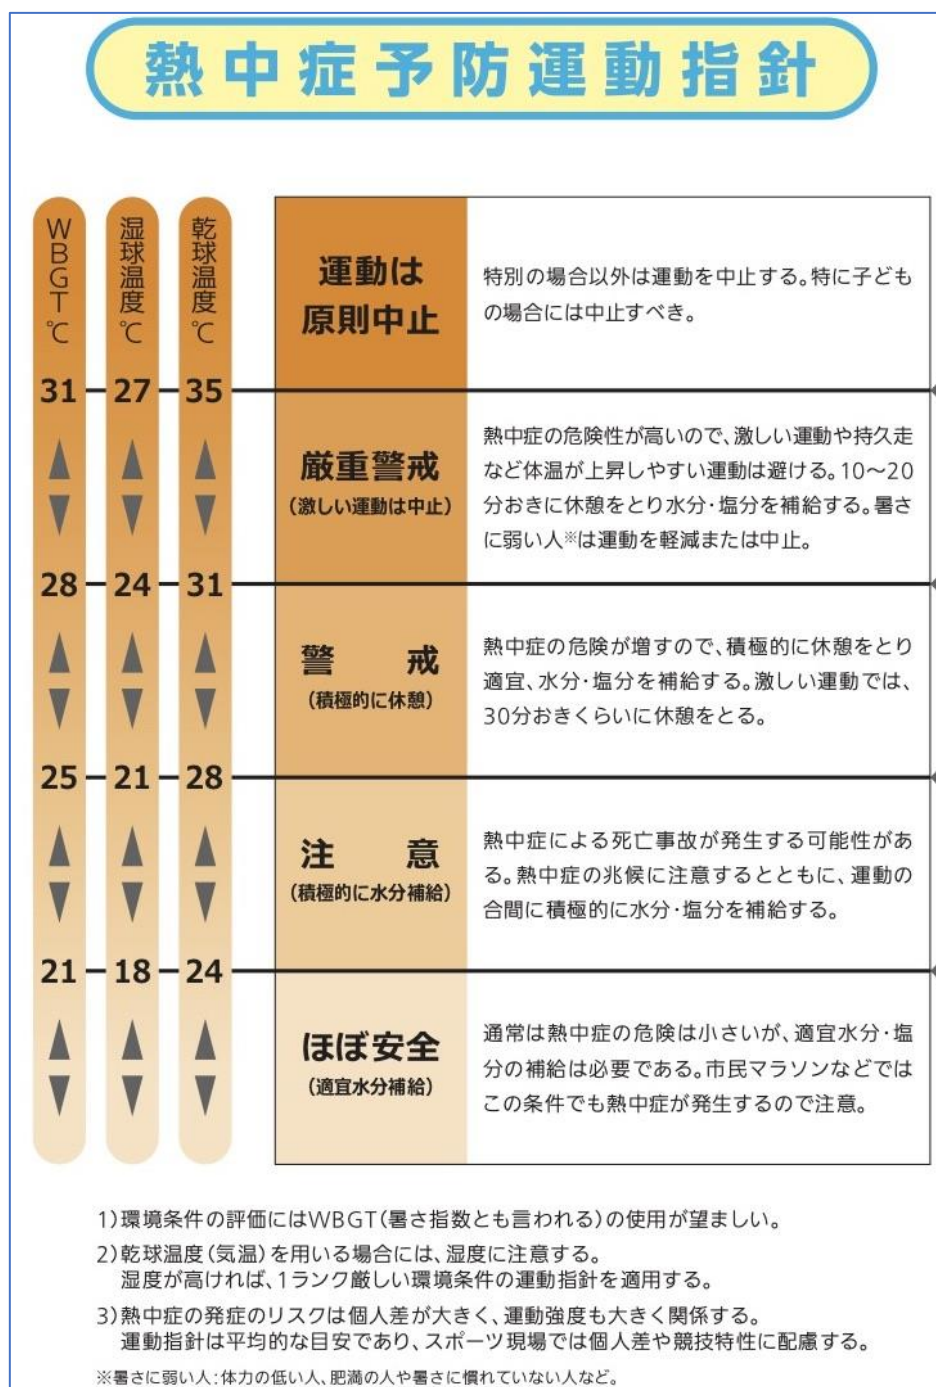 熱中症予防運動指針
WBGT℃
湿球温度℃
乾球温度℃
運動は
原則中止
特別の場合以外は運動を中止する。特に子ども
の場合には中止すべき。
31 27 35
厳重警戒
(激しい運動は中止)
熱中症の危険性が高いので、激しい運動や持久走
など体温が上昇しやすい運動は避ける。10～20
分おきに休憩をとり水分・塩分を補給する。暑さ
に弱い人※は運動を軽減または中止。
28 24 31
警戒
(積極的に休憩)
熱中症の危険が増すので、積極的に休憩をとり
適宜、水分・塩分を補給する。激しい運動では、
30分おきくらいに休憩をとる。
25 21 28
注意
(積極的に水分補給)
熱中症による死亡事故が発生する可能性があ
る。熱中症の兆候に注意するとともに、運動の
合間に積極的に水分・塩分を補給する。
21 18 24
ほぼ安全
(適宜水分補給)
通常は熱中症の危険は小さいが、適宜水分・塩
分の補給は必要である。市民マラソンなどでは
この条件でも熱中症が発生するので注意。
1)環境条件の評価にはWBGT(暑さ指数とも言われる)の使用が望ましい。
2)乾球温度(気温)を用いる場合には、湿度に注意する。
湿度が高ければ、1ランク厳しい環境条件の運動指針を適用する。
3)熱中症の発症のリスクは個人差が大きく、運動強度も大きく関係する。
運動指針は平均的な目安であり、スポーツ現場では個人差や競技特性に配慮する。
※暑さに弱い人:体力の低い人、肥満の人や暑さに慣れていない人など。